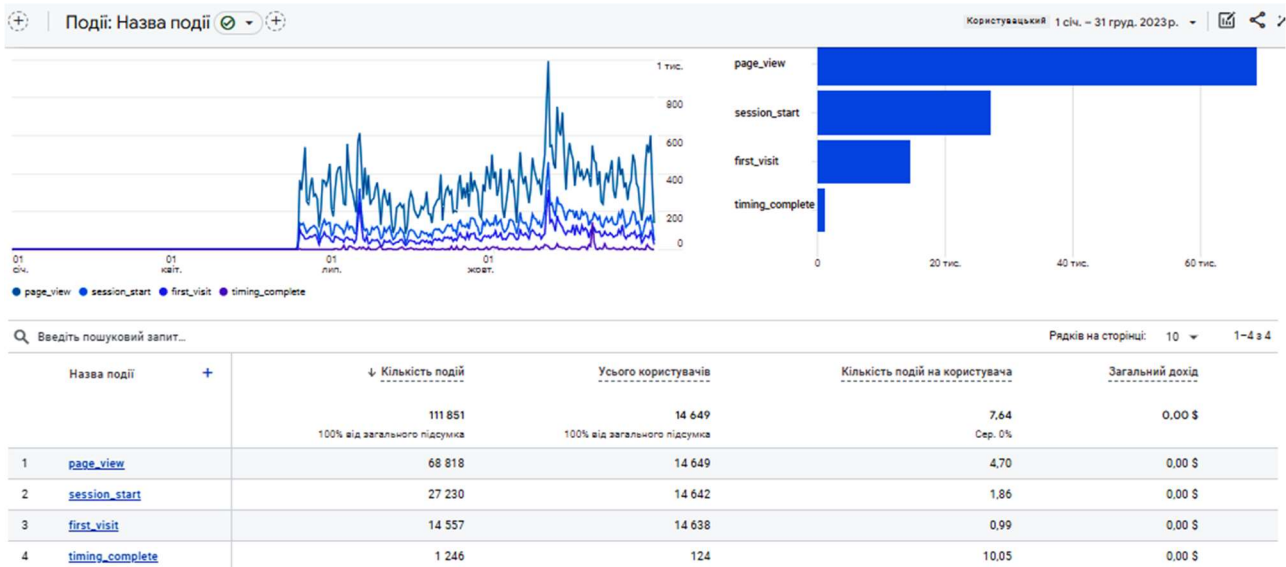 Події: Назва події
Користувацький 1 січ. – 31 груд. 2023 р.
1 тис.
800
600
400
200
0
01 січ.
01 квіт.
01 лип.
01 жовт.
page_view session_start first_visit timing_complete
page_view
session_start
first_visit
timing_complete
0 20 тис. 40 тис. 60 тис.
Введіть пошуковий запит... Рядків на сторінці: 10 1–4 з 4
Назва події + ↓ Кількість подій Усього користувачів Кількість подій на користувача Загальний дохід
111 851 14 649 7,64 0,00 $
100% від загального підсумка 100% від загального підсумка Сер. 0%
1 page_view 68 818 14 649 4,70 0,00 $
2 session_start 27 230 14 642 1,86 0,00 $
3 first_visit 14 557 14 638 0,99 0,00 $
4 timing_complete 1 246 124 10,05 0,00 $